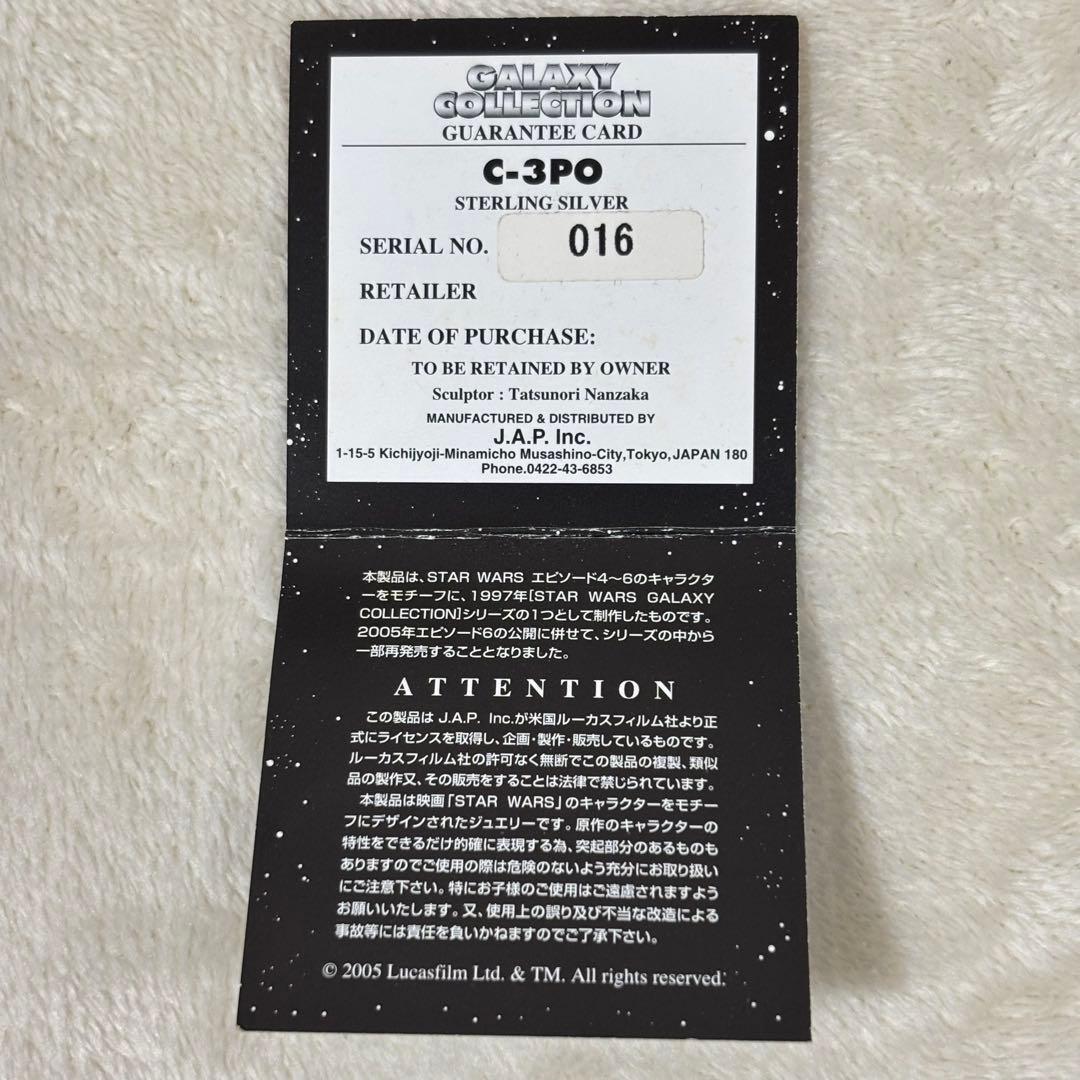 GALAXY
COLLECTION
GUARANTEE CARD
C-3PO
STERLING SILVER
SERIAL NO. 016
RETAILER
DATE OF PURCHASE:
TO BE RETAINED BY OWNER
Sculptor : Tatsunori Nanzaka
MANUFACTURED & DISTRIBUTED BY
J.A.P. Inc.
1-15-5 Kichijyoji-Minamicho Musashino-City,Tokyo,JAPAN 180
Phone.0422-43-6853
本製品は、STAR WARS エピソード4〜6のキャラクタ
ーをモチーフに、1997年[STAR WARS GALAXY
COLLECTION]シリーズの1つとして制作したものです。
2005年エピソード6の公開に併せて、シリーズの中から
一部再発売することとなりました。
ATTENTION
この製品は J.A.P. Inc.が米国ルーカスフィルム社より正
式にライセンスを取得し、企画・製作・販売しているものです。
ルーカスフィルム社の許可なく無断でこの製品の複製、類似
品の製作又、その販売をすることは法律で禁じられています。
本製品は映画「STAR WARS」のキャラクターをモチー
フにデザインされたジュエリーです。原作のキャラクターの
特性をできるだけ的確に表現する為、突起部分のあるものも
ありますのでご使用の際は危険のないよう充分にお取り扱い
にご注意下さい。特にお子様のご使用はご遠慮されますよう
お願いいたします。又、使用上の誤り及び不当な改造による
事故等には責任を負いかねますのでご了承下さい。
© 2005 Lucasfilm Ltd. & TM. All rights reserved.